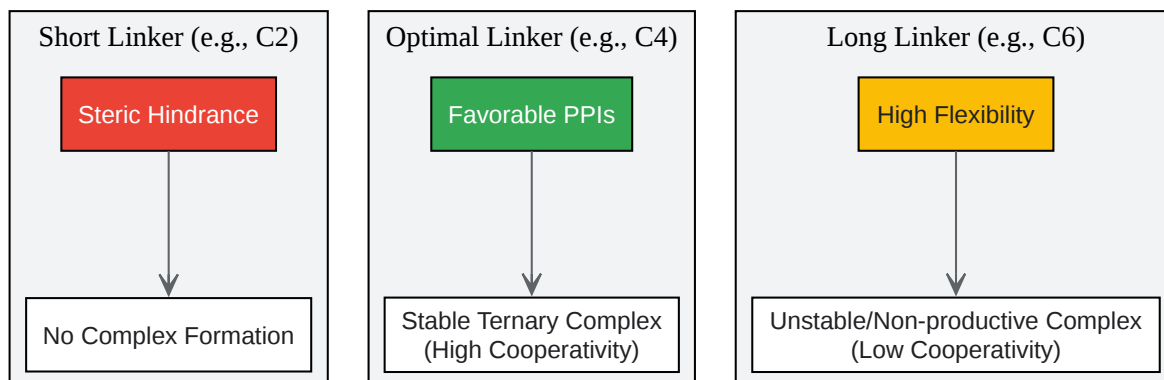 Short Linker (e.g., C2)
Steric Hindrance
No Complex Formation
Optimal Linker (e.g., C4)
Favorable PPIs
Stable Ternary Complex
(High Cooperativity)
Long Linker (e.g., C6)
High Flexibility
Unstable/Non-productive Complex
(Low Cooperativity)